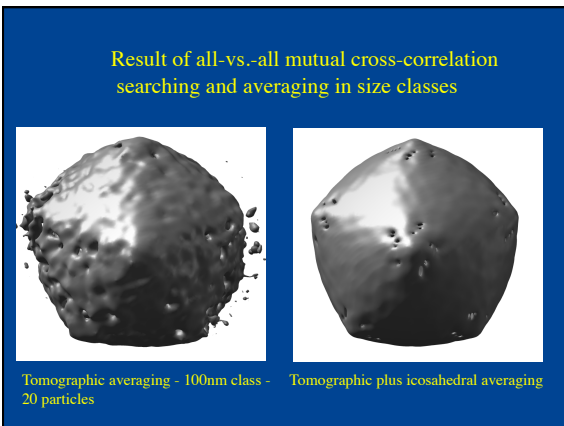 Result of all-vs.-all mutual cross-correlation
searching and averaging in size classes
Tomographic averaging - 100nm class -
20 particles
Tomographic plus icosahedral averaging